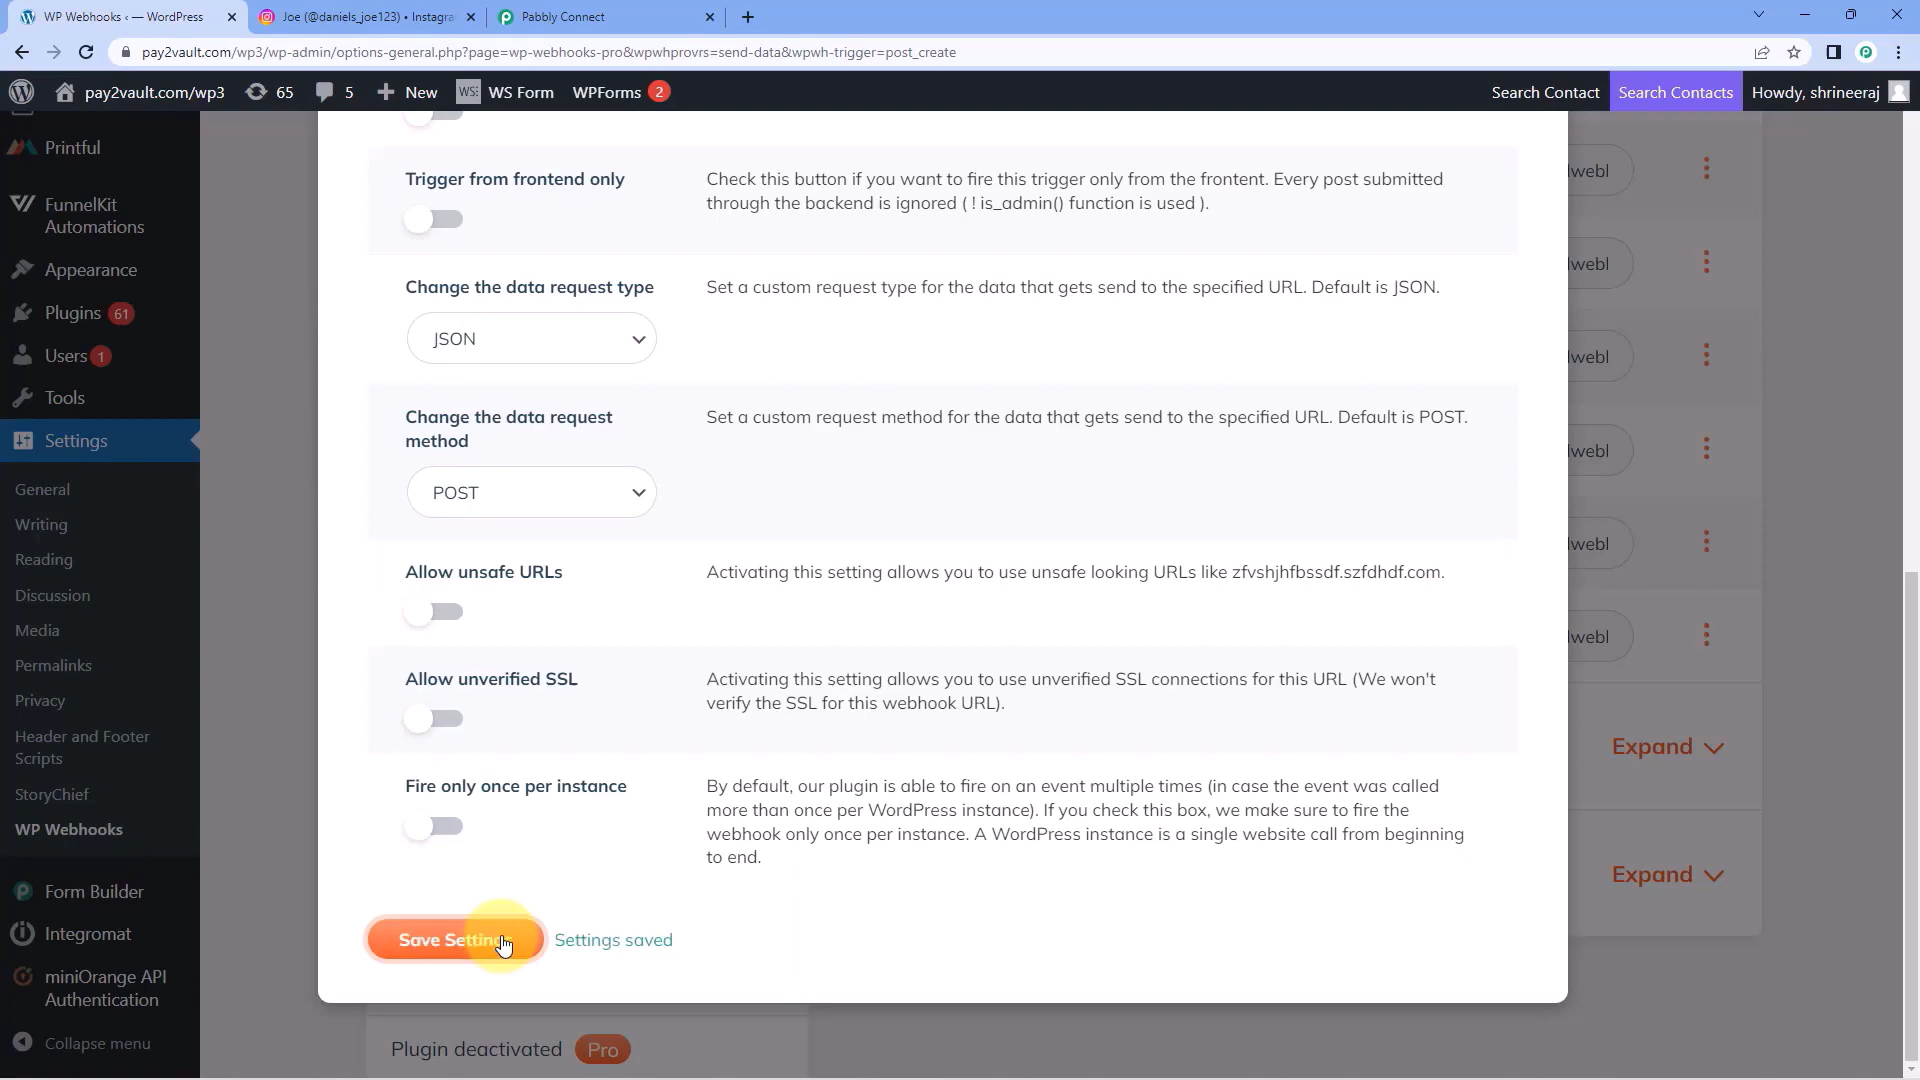 WP Webhooks ‹ — WordPress
Joe (@daniels_joe123) • Instagra
Pabbly Connect
pay2vault.com/wp3/wp-admin/options-general.php?page=wp-webhooks-pro&wpwhprovrs=send-data&wpwh-trigger=post_create
pay2vault.com/wp3
65
5
New
WS Form
WPForms 2
Search Contact
Search Contacts
Howdy, shrineeraj
Printful
FunnelKit
Automations
Appearance
Plugins 61
Users 1
Tools
Settings
General
Writing
Reading
Discussion
Media
Permalinks
Privacy
Header and Footer
Scripts
StoryChief
WP Webhooks
Form Builder
Integromat
miniOrange API
Authentication
Collapse menu
Trigger from frontend only
Check this button if you want to fire this trigger only from the frontent. Every post submitted
through the backend is ignored ( ! is_admin() function is used ).
Change the data request type
Set a custom request type for the data that gets send to the specified URL. Default is JSON.
JSON
Change the data request
method
Set a custom request method for the data that gets send to the specified URL. Default is POST.
POST
Allow unsafe URLs
Activating this setting allows you to use unsafe looking URLs like zfvshjhfbssdf.szfdhdf.com.
Allow unverified SSL
Activating this setting allows you to use unverified SSL connections for this URL (We won't
verify the SSL for this webhook URL).
Fire only once per instance
By default, our plugin is able to fire on an event multiple times (in case the event was called
more than once per WordPress instance). If you check this box, we make sure to fire the
webhook only once per instance. A WordPress instance is a single website call from beginning
to end.
Save Settings
Settings saved
lwebl
lwebl
lwebl
lwebl
lwebl
lwebl
Expand
Expand
Plugin deactivated Pro